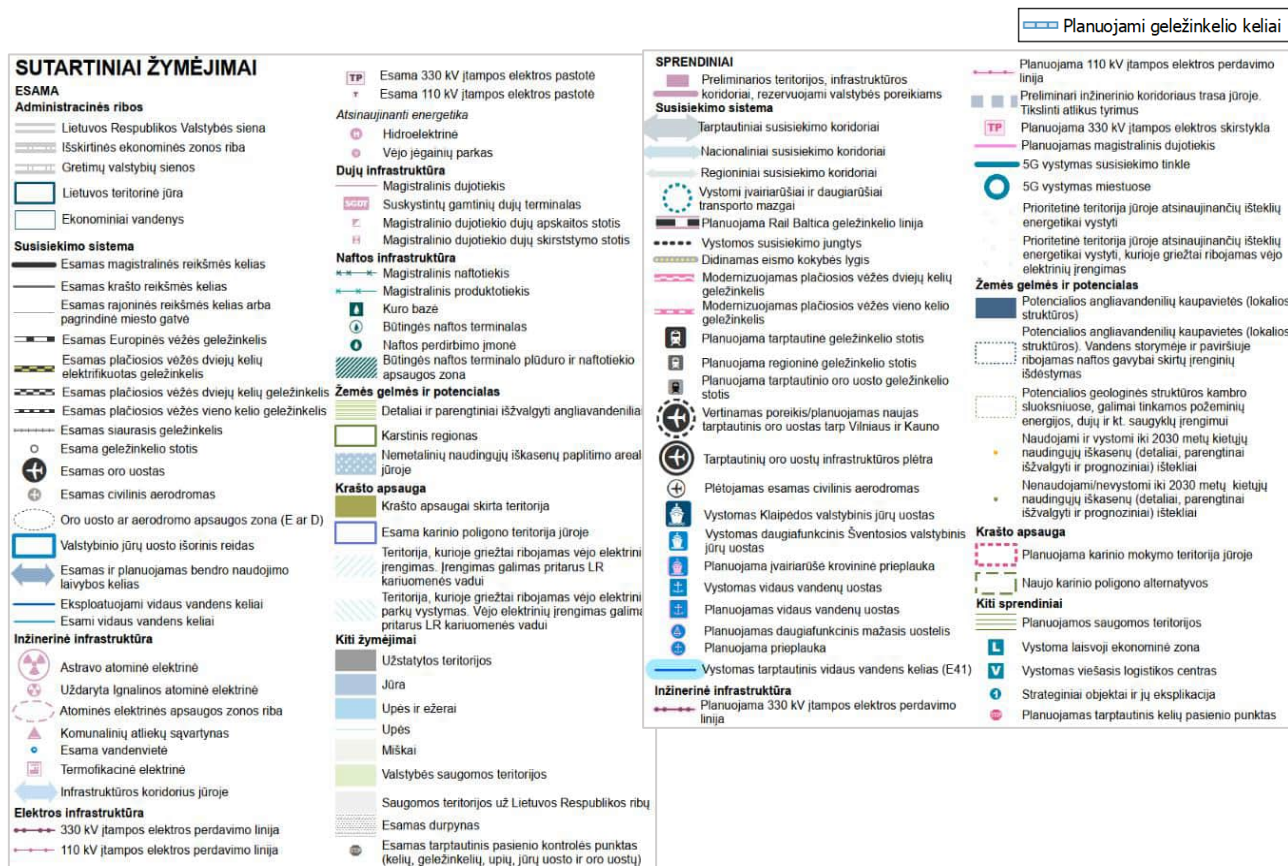 Planuojami geležinkelio keliai
SUTARTINIAI ŽYMĖJIMAI
ESAMA
Administracinės ribos
Lietuvos Respublikos Valstybės siena
Išskirtinės ekonominės zonos riba
Gretimų valstybių sienos
Lietuvos teritorinė jūra
Ekonominiai vandenys
Susisiekimo sistema
Esamas magistralinės reikšmės kelias
Esamas krašto reikšmės kelias
Esamas rajoninės reikšmės kelias arba
pagrindinė miesto gatvė
Esamas Europinės vėžės geležinkelis
Esamas plačiosios vėžės dviejų kelių
elektrifikuotas geležinkelis
Esamas plačiosios vėžės dviejų kelių geležinkelis
Esamas plačiosios vėžės vieno kelio geležinkelis
Esamas siaurasis geležinkelis
Esama geležinkelio stotis
Esamas oro uostas
Esamas civilinis aerodromas
Oro uosto ar aerodromo apsaugos zona (E ar D)
Valstybinio jūrų uosto išorinis reidas
Esamas ir planuojamas bendro naudojimo
laivybos kelias
Eksploatuojami vidaus vandens keliai
Esami vidaus vandens keliai
Inžinerinė infrastruktūra
Astravo atominė elektrinė
Uždaryta Ignalinos atominė elektrinė
Atominės elektrinės apsaugos zonos riba
Komunalinių atliekų sąvartynas
Esama vandenvietė
Termofikacinė elektrinė
Infrastruktūros koridorius jūroje
Elektros infrastruktūra
330 kV įtampos elektros perdavimo linija
110 kV įtampos elektros perdavimo linija
TP Esama 330 kV įtampos elektros pastotė
Esama 110 kV įtampos elektros pastotė
Atsinaujinanti energetika
H Hidroelektrinė
Vėjo jėgainių parkas
Dujų infrastruktūra
Magistralinis dujotiekis
SGDT Suskystintų gamtinių dujų terminalas
Magistralinio dujotiekio dujų apskaitos stotis
Magistralinio dujotiekio dujų skirststymo stotis
Naftos infrastruktūra
Magistralinis naftotiekis
Magistralinis produktotiekis
Kuro bazė
Būtingės naftos terminalas
Naftos perdirbimo įmonė
Būtingės naftos terminalo plūduro ir naftotiekio
apsaugos zona
Žemės gelmės ir potencialas
Detaliai ir parengtiniai išžvalgyti angliavandenilia
Karstinis regionas
Nemetalinių naudingųjų iškasenų paplitimo areal
jūroje
Krašto apsauga
Krašto apsaugai skirta teritorija
Esama karinio poligono teritorija jūroje
Teritorija, kurioje griežtai ribojamas vėjo elektrini
įrengimas. Įrengimas galimas pritarus LR
kariuomenės vadui
Teritorija, kurioje griežtai ribojamas vėjo elektrini
parkų vystymas. Vėjo elektrinių įrengimas galima
pritarus LR kariuomenės vadui
Kiti žymėjimai
Užstatytos teritorijos
Jūra
Upės ir ežerai
Upės
Miškai
Valstybės saugomos teritorijos
Saugomos teritorijos už Lietuvos Respublikos ribų
Esamas durpynas
Esamas tarptautinis pasienio kontrolės punktas
(kelių, geležinkelių, upių, jūrų uosto ir oro uostų)
SPRENDINIAI
Preliminarios teritorijos, infrastruktūros
koridoriai, rezervuojami valstybės poreikiams
Susisiekimo sistema
Tarptautiniai susisiekimo koridoriai
Nacionaliniai susisiekimo koridoriai
Regioniniai susisiekimo koridoriai
Vystomi įvairiarūšiai ir daugiarūšiai
transporto mazgai
Planuojama Rail Baltica geležinkelio linija
Vystomos susisiekimo jungtys
Didinamas eismo kokybės lygis
Modernizuojamas plačiosios vėžės dviejų kelių
geležinkelis
Modernizuojamas plačiosios vėžės vieno kelio
geležinkelis
Planuojama tarptautinė geležinkelio stotis
Planuojama regioninė geležinkelio stotis
Planuojama tarptautinio oro uosto geležinkelio
stotis
Vertinamas poreikis/planuojamas naujas
tarptautinis oro uostas tarp Vilniaus ir Kauno
Tarptautinių oro uostų infrastruktūros plėtra
Plėtojamas esamas civilinis aerodromas
Vystomas Klaipėdos valstybinis jūrų uostas
Vystomas daugiafunkcinis Šventosios valstybinis
jūrų uostas
Planuojama įvairiarūšė krovininė prieplauka
Vystomas vidaus vandenų uostas
Planuojamas vidaus vandenų uostas
Planuojamas daugiafunkcinis mažasis uostelis
Planuojama prieplauka
Vystomas tarptautinis vidaus vandens kelias (E41)
Inžinerinė infrastruktūra
Planuojama 330 kV įtampos elektros perdavimo
linija
Planuojama 110 kV įtampos elektros perdavimo
linija
Preliminari inžinerinio koridoriaus trasa jūroje.
Tikslinti atlikus tyrimus
TP Planuojama 330 kV įtampos elektros skirstykla
Planuojamas magistralinis dujotiekis
5G vystymas susisiekimo tinkle
5G vystymas miestuose
Prioritetinė teritorija jūroje atsinaujinančių išteklių
energetikai vystyti
Prioritetinė teritorija jūroje atsinaujinančių išteklių
energetikai vystyti, kurioje griežtai ribojamas vėjo
elektrinių įrengimas
Žemės gelmės ir potencialas
Potencialios angliavandenilių kaupavietės (lokalios
struktūros)
Potencialios angliavandenilių kaupavietės (lokalios
struktūros). Vandens storymėje ir paviršiuje
ribojamas naftos gavybai skirtų įrenginių
išdėstymas
Potencialios geologinės struktūros kambro
sluoksniuose, galimai tinkamos požeminių
energijos, dujų ir kt. saugyklų įrengimui
Naudojami ir vystomi iki 2030 metų kietųjų
naudingųjų iškasenų (detaliai, parengtinai
išžvalgyti ir prognoziniai) ištekliai
Nenaudojami/nevystomi iki 2030 metų kietųjų
naudingųjų iškasenų (detaliai, parengtinai
išžvalgyti ir prognoziniai) ištekliai
Krašto apsauga
Planuojama karinio mokymo teritorija jūroje
Naujo karinio poligono alternatyvos
Kiti sprendiniai
Planuojamos saugomos teritorijos
L Vystoma laisvoji ekonominė zona
V Vystomas viešasis logistikos centras
1 Strateginiai objektai ir jų eksplikacija
Planuojamas tarptautinis kelių pasienio punktas